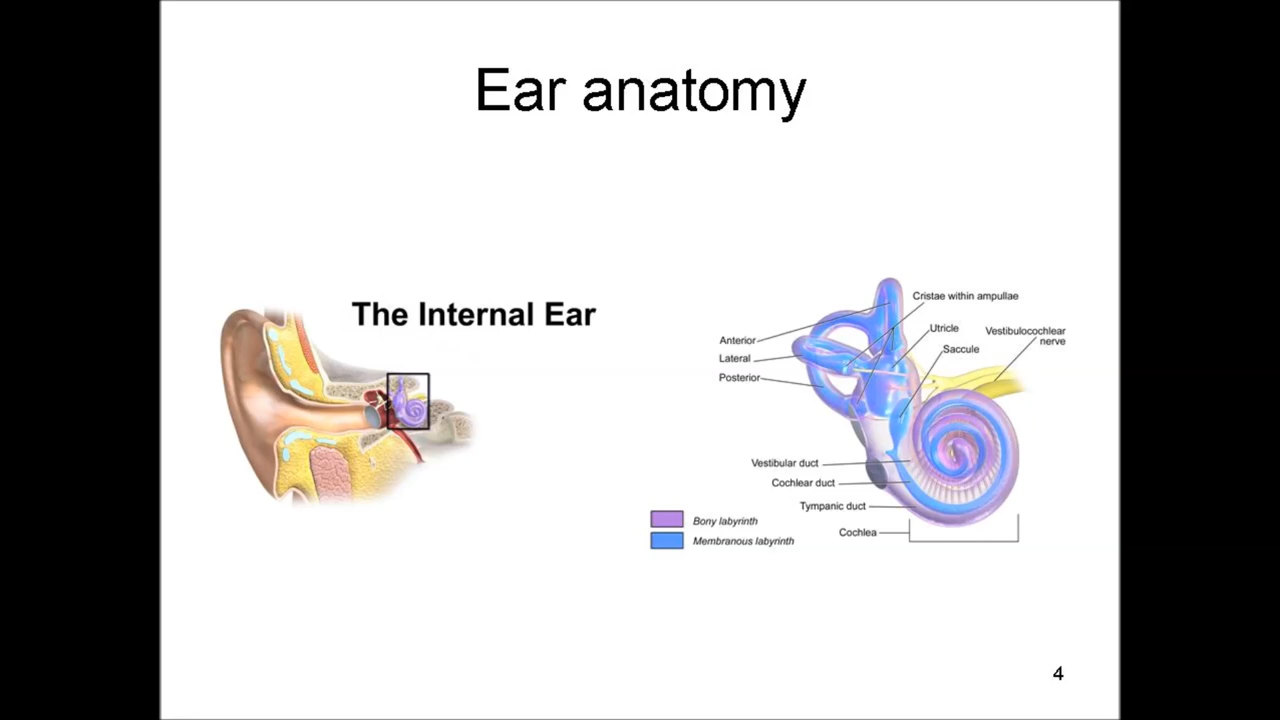 Ear anatomy
The Internal Ear
Cristae within ampullae
Utricle
Vestibulocochlear
nerve
Saccule
Anterior
Lateral
Posterior
Vestibular duct
Cochlear duct
Tympanic duct
Cochlea
Bony labyrinth
Membranous labyrinth
4